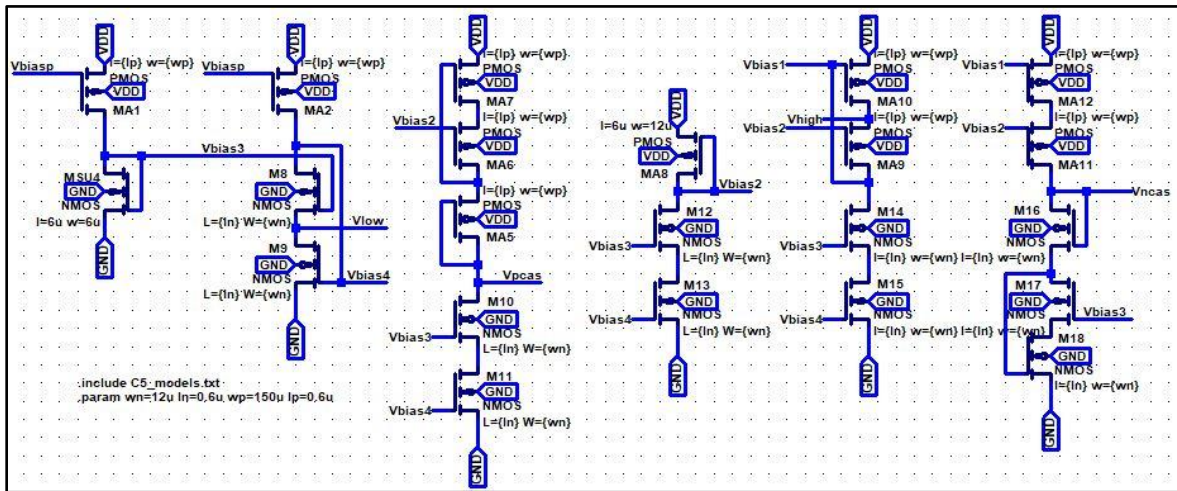 VDD
l={lp} w={wp}
Vbiasp
PMOS
VDD
MA1
MSU4
GND
NMOS
l=6u w=6u
GND
VDD
l={lp} w={wp}
Vbiasp
PMOS
VDD
MA2
Vbias3
M8
GND
NMOS
L={ln} W={wn}
Vlow
M9
GND
NMOS
L={ln} W={wn}
Vbias4
GND
.include C5_models.txt
.param wn=12u ln=0,6u wp=150u lp=0,6u
VDD
l={lp} w={wp}
PMOS
VDD
MA7
l={lp} w={wp}
Vbias2
PMOS
VDD
MA6
l={lp} w={wp}
PMOS
VDD
MA5
Vpcas
M10
GND
Vbias3
NMOS
L={ln} W={wn}
M11
GND
Vbias4
NMOS
L={ln} W={wn}
GND
VDD
l=6u w=12u
PMOS
VDD
MA8
Vbias2
M12
GND
Vbias3
NMOS
L={ln} W={wn}
M13
GND
Vbias4
NMOS
L={ln} W={wn}
GND
VDD
l={lp} w={wp}
Vbias1
PMOS
VDD
MA10
Vhigh
l={lp} w={wp}
Vbias2
PMOS
VDD
MA9
M14
GND
Vbias3
NMOS
l={ln} w={wn}
M15
GND
Vbias4
NMOS
l={ln} w={wn}
GND
VDD
l={lp} w={wp}
Vbias1
PMOS
VDD
MA12
l={lp} w={wp}
Vbias2
PMOS
VDD
MA11
Vncas
M16
GND
NMOS
l={ln} w={wn}
M17
GND
NMOS
Vbias3
l={ln} w={wn}
M18
GND
NMOS
l={ln} w={wn}
GND